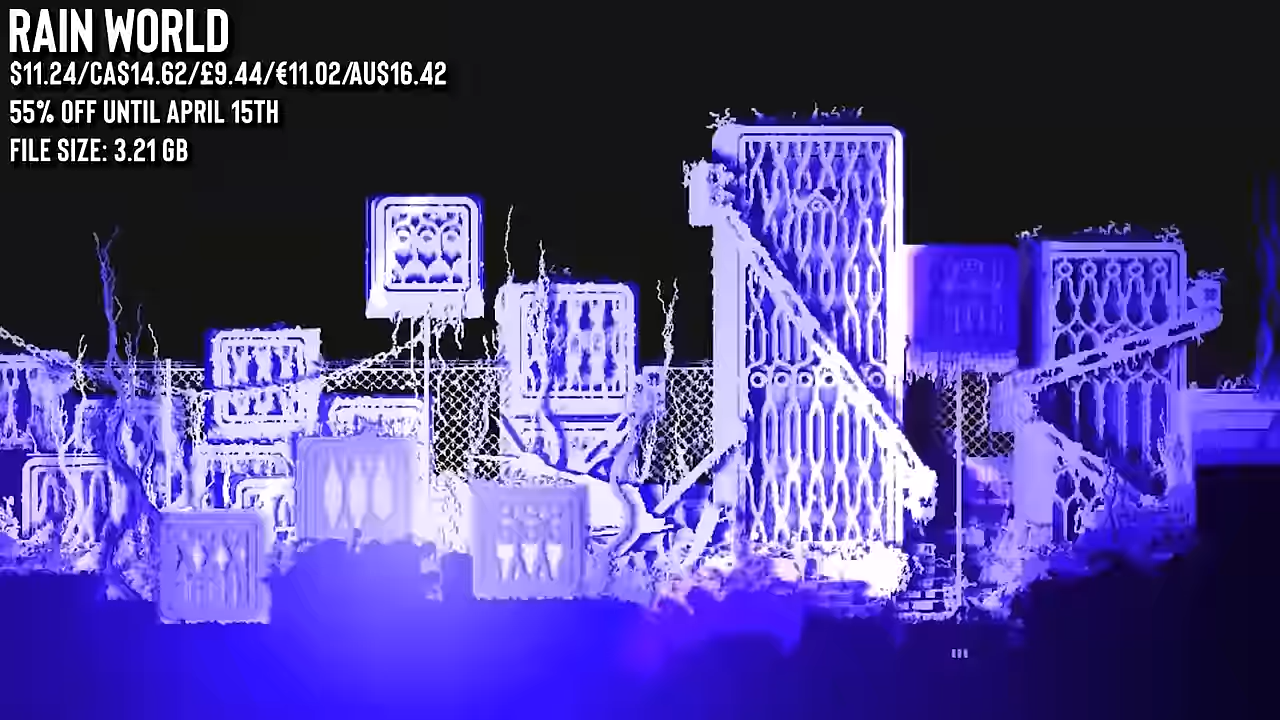 RAIN WORLD
$11.24/CA$14.62/£9.44/€11.02/AU$16.42
55% OFF UNTIL APRIL 15TH
FILE SIZE: 3.21 GB